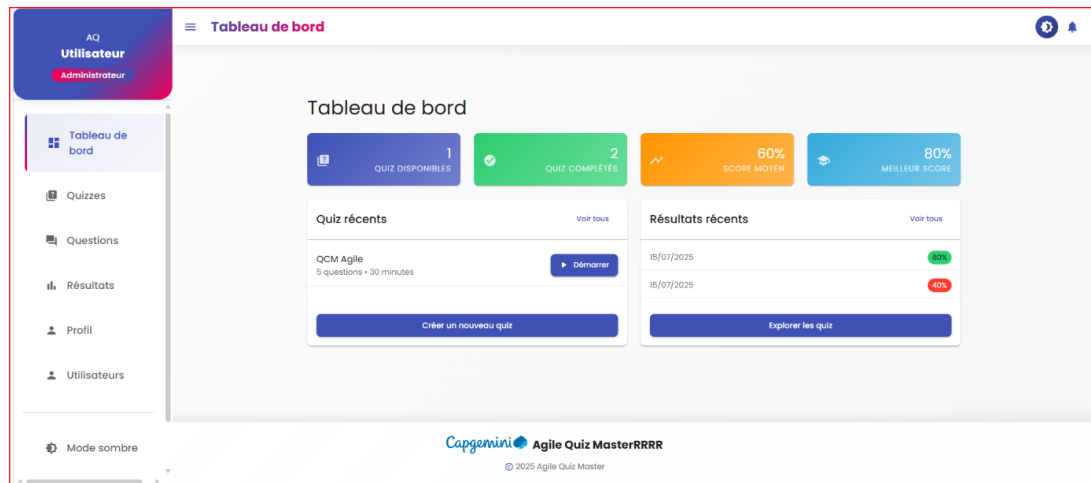 AQ
Utilisateur
Administrateur
Tableau de bord
Tableau de
bord
Quizzes
Questions
Résultats
Profil
Utilisateurs
Mode sombre
Tableau de bord
1
QUIZ DISPONIBLES
2
QUIZ COMPLÉTÉS
60%
SCORE MOYEN
80%
MEILLEUR SCORE
Quiz récents Voir tous
QCM Agile
5 questions • 30 minutes
Démarrer
Créer un nouveau quiz
Résultats récents Voir tous
15/07/2025 80%
15/07/2025 40%
Explorer les quiz
Capgemini Agile Quiz MasterRRRR
© 2025 Agile Quiz Master